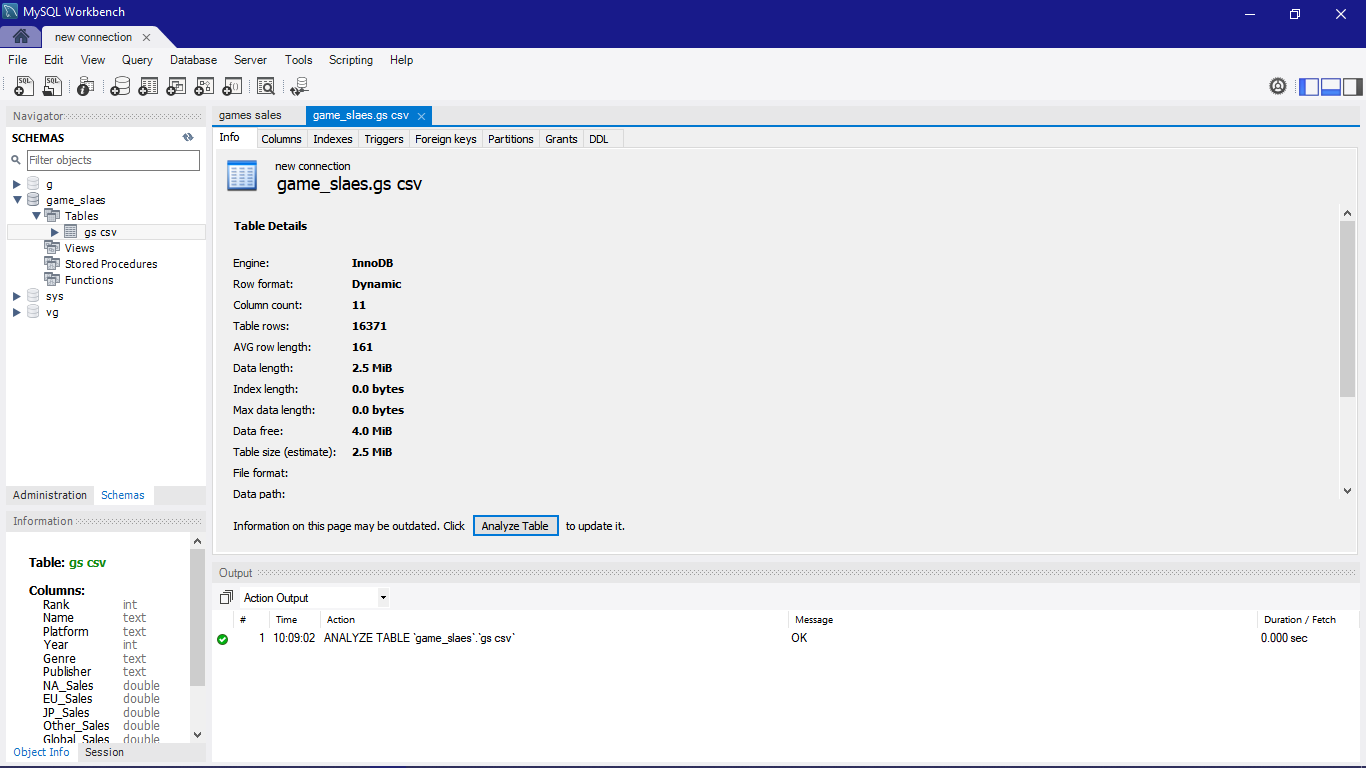 MySQL Workbench
new connection
File Edit View Query Database Server Tools Scripting Help
Navigator
SCHEMAS
Filter objects
g
game_slaes
Tables
gs csv
Views
Stored Procedures
Functions
sys
vg
Administration Schemas
Information
Table: gs csv
Columns:
Rank int
Name text
Platform text
Year int
Genre text
Publisher text
NA_Sales double
EU_Sales double
JP_Sales double
Other_Sales double
Global_Sales double
Object Info Session
games sales game_slaes.gs csv
Info Columns Indexes Triggers Foreign keys Partitions Grants DDL
new connection
game_slaes.gs csv
Table Details
Engine: InnoDB
Row format: Dynamic
Column count: 11
Table rows: 16371
AVG row length: 161
Data length: 2.5 MiB
Index length: 0.0 bytes
Max data length: 0.0 bytes
Data free: 4.0 MiB
Table size (estimate): 2.5 MiB
File format:
Data path:
Information on this page may be outdated. Click Analyze Table to update it.
Output
Action Output
# Time Action Message Duration / Fetch
1 10:09:02 ANALYZE TABLE `game_slaes`.`gs csv` OK 0.000 sec